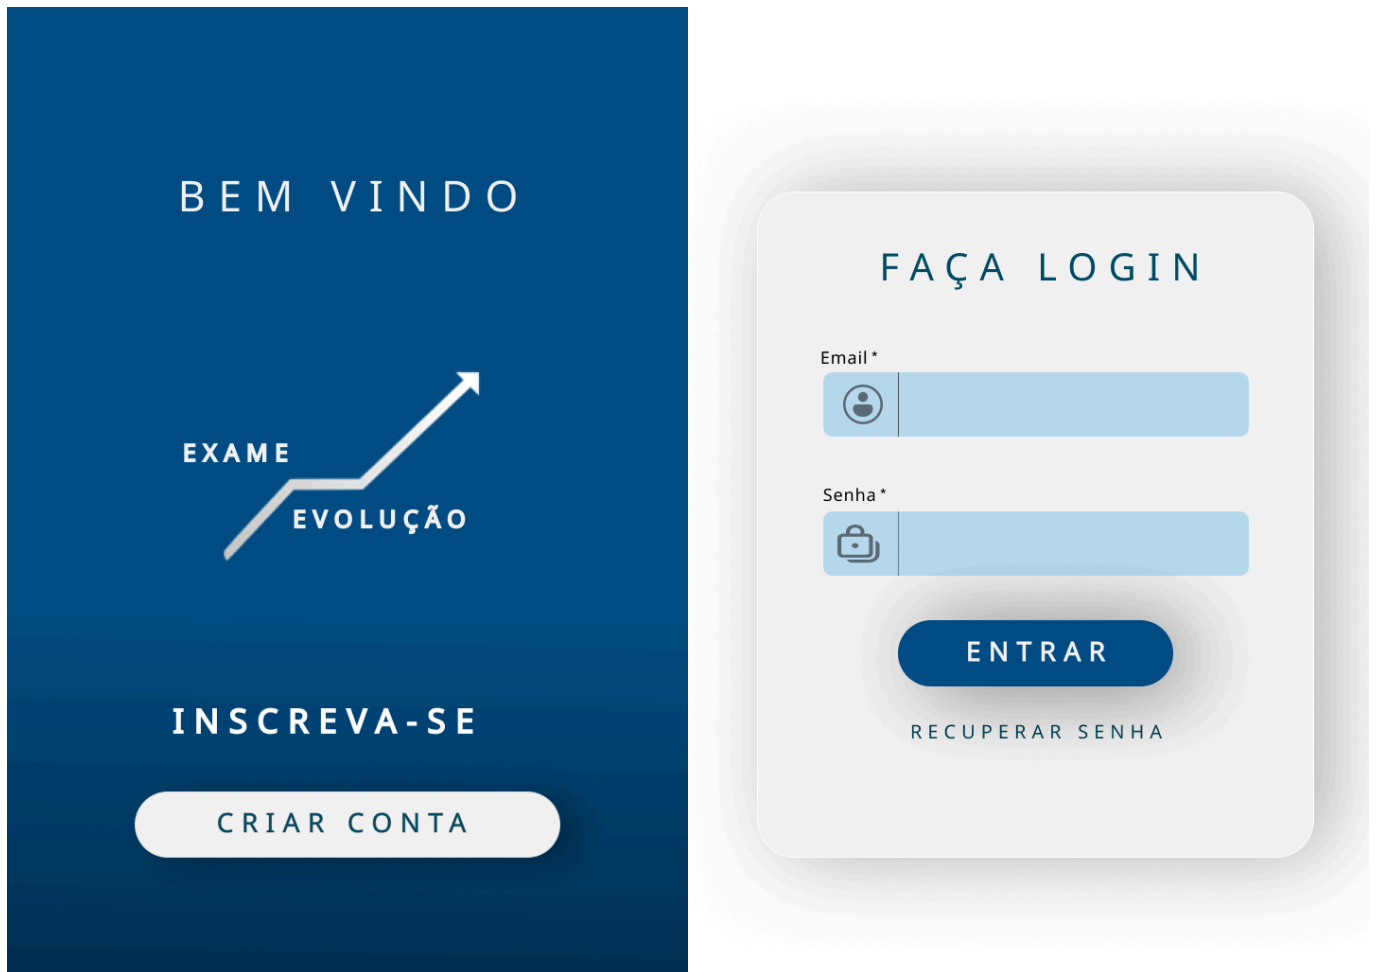 BEM VINDO
EXAME
EVOLUÇÃO
INSCREVA-SE
CRIAR CONTA
FAÇA LOGIN
Email *
Senha *
ENTRAR
RECUPERAR SENHA